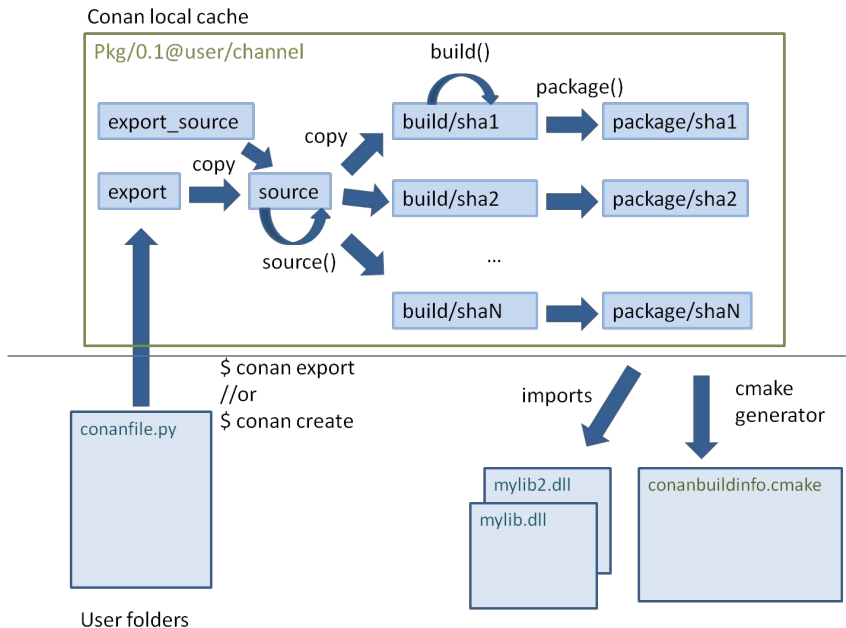 Conan local cache
Pkg/0.1@user/channel
build()
package()
export_source
copy
build/sha1
package/sha1
copy
export
source
build/sha2
package/sha2
source()
...
build/shaN
package/shaN
$ conan export
//or
$ conan create
imports
cmake
generator
conanfile.py
mylib2.dll
mylib.dll
conanbuildinfo.cmake
User folders